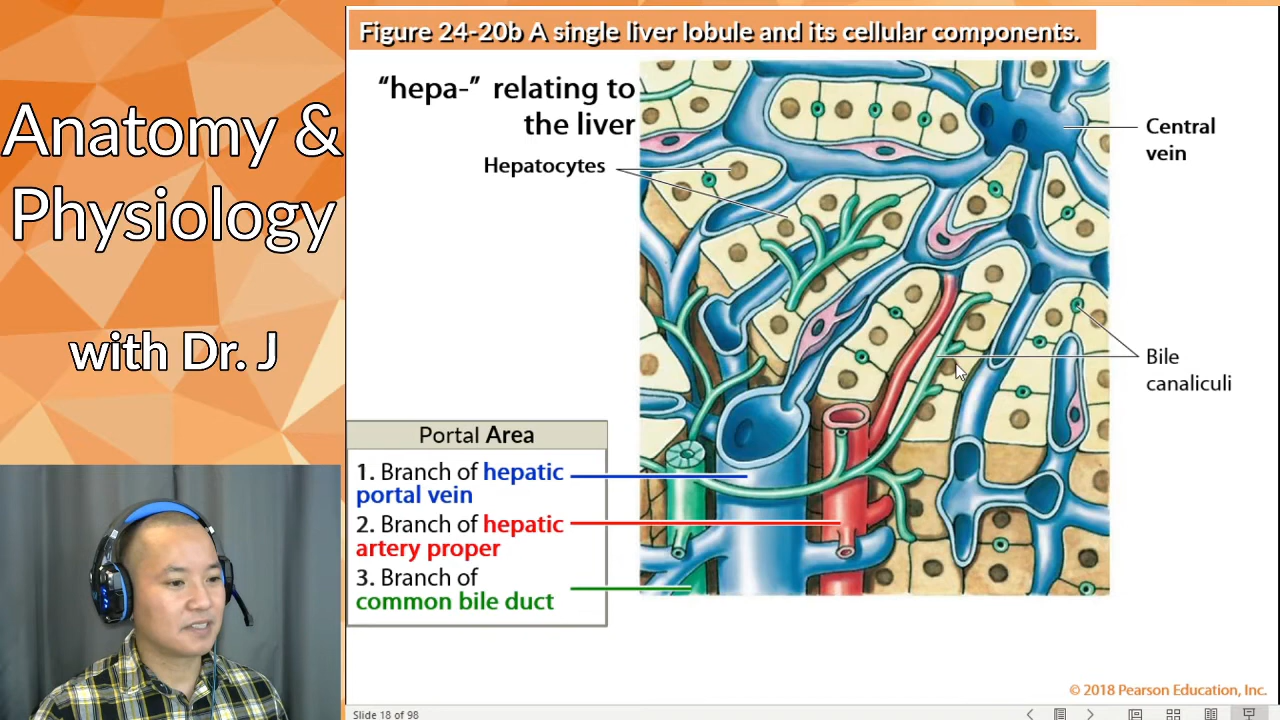 Anatomy &
Physiology
with Dr. J
Figure 24-20b A single liver lobule and its cellular components.
“hepa-” relating to
the liver
Hepatocytes
Central
vein
Bile
canaliculi
Portal Area
1. Branch of hepatic
portal vein
2. Branch of hepatic
artery proper
3. Branch of
common bile duct
© 2018 Pearson Education, Inc.
Slide 18 of 98